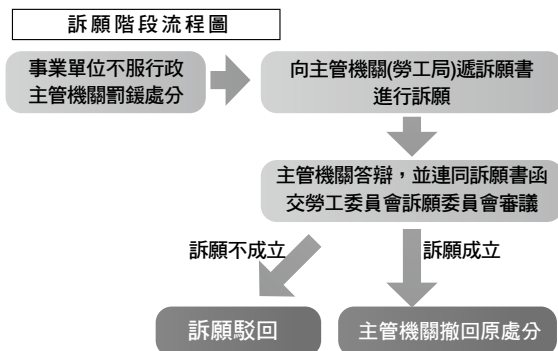 訴願階段流程圖
事業單位不服行政
主管機關罰鍰處分
向主管機關(勞工局)遞訴願書
進行訴願
主管機關答辯，並連同訴願書函
交勞工委員會訴願委員會審議
訴願不成立
訴願成立
訴願駁回
主管機關撤回原處分